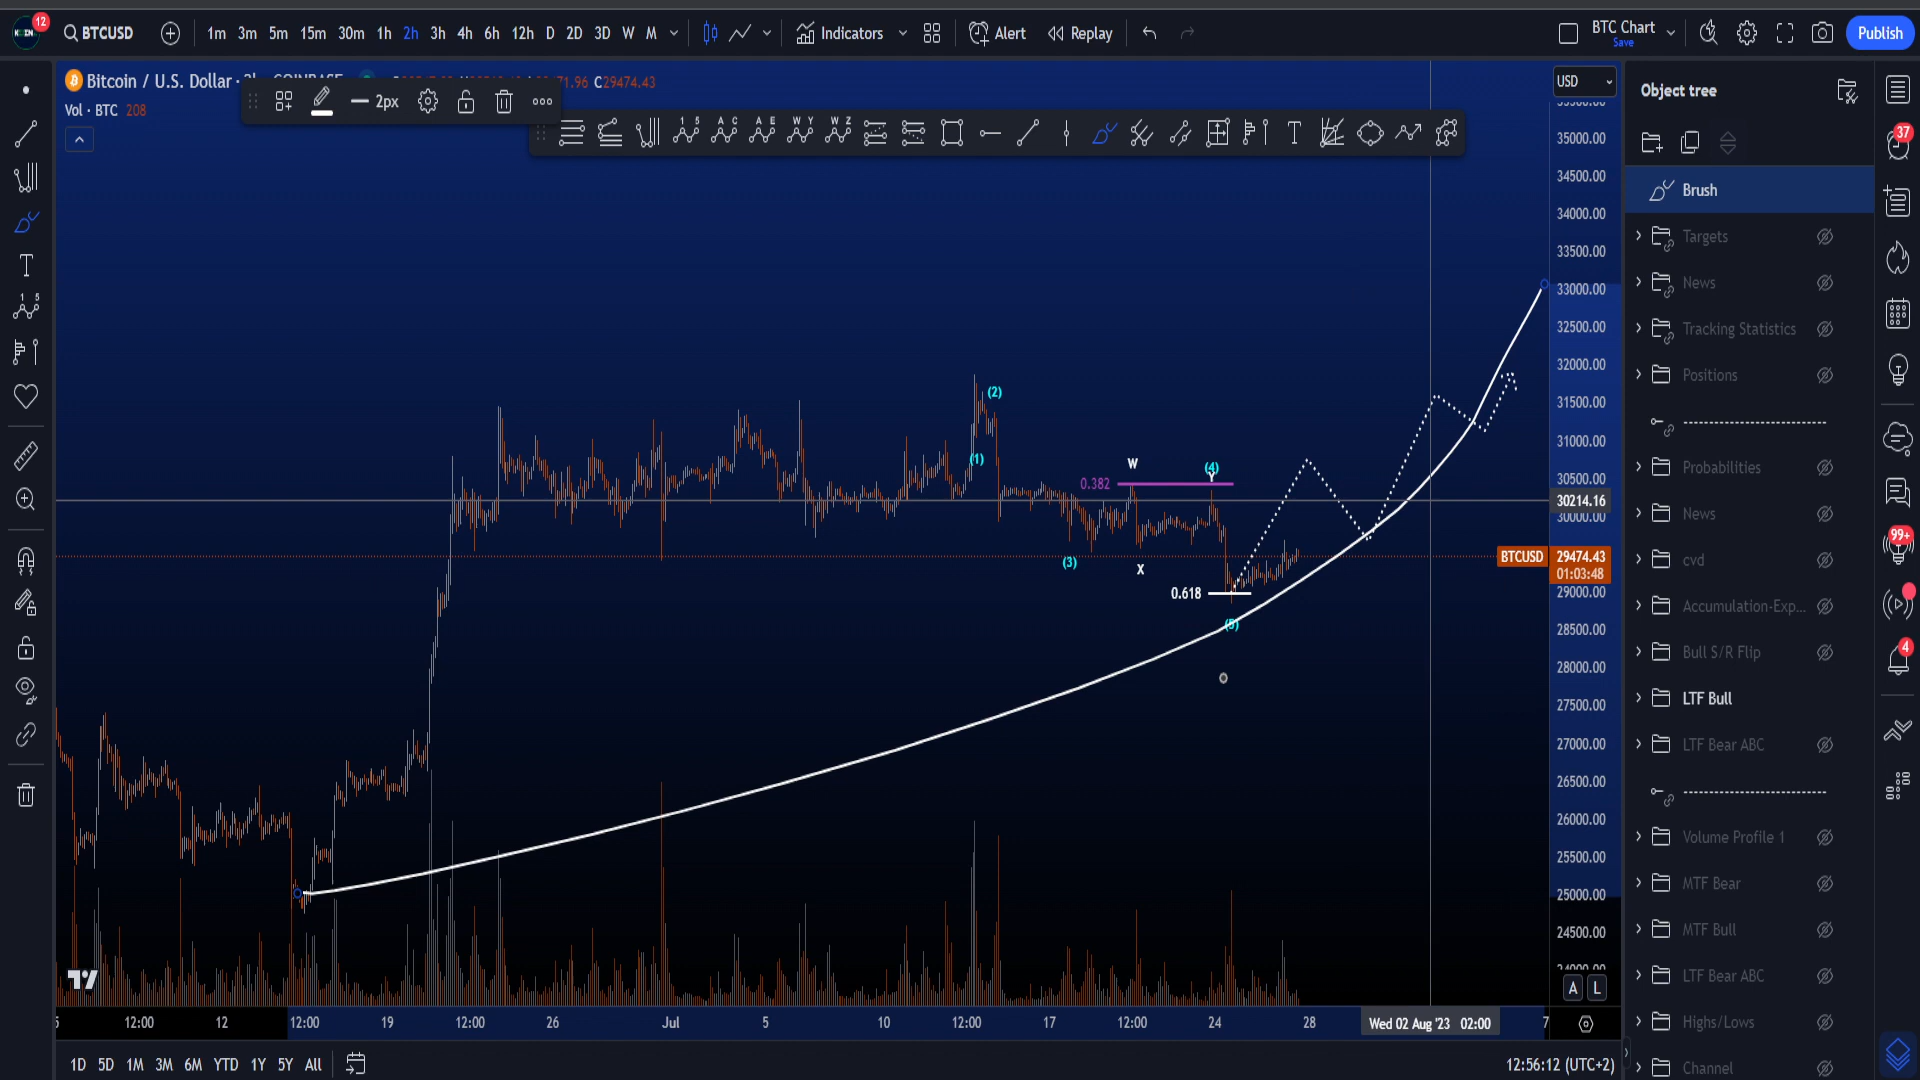 12
BTCUSD
1m 3m 5m 15m 30m 1h 2h 3h 4h 6h 12h D 2D 3D W M
Indicators
Alert
Replay
BTC Chart
Save
Publish
Bitcoin / U.S. Dollar
C29474.43
Vol · BTC 208
2px
USD
Object tree
Brush
Targets
News
Tracking Statistics
Positions
------------------------------
Probabilities
News
cvd
Accumulation-Exp...
Bull S/R Flip
LTF Bull
LTF Bear ABC
------------------------------
Volume Profile 1
MTF Bear
MTF Bull
LTF Bear ABC
Highs/Lows
Channel
37
99+
4
35000.00
34500.00
34000.00
33500.00
33000.00
32500.00
32000.00
31500.00
31000.00
30500.00
30214.16
30000.00
BTCUSD 29474.43
01:03:48
29000.00
28500.00
28000.00
27500.00
27000.00
26500.00
26000.00
25500.00
25000.00
24500.00
A L
(2)
(1)
W
(4)
Y
0.382
(3)
X
0.618
(5)
12:00 12 12:00 19 12:00 26 Jul 5 10 12:00 17 12:00 24 28 Wed 02 Aug '23 02:00 7
1D 5D 1M 3M 6M YTD 1Y 5Y All
12:56:12 (UTC+2)